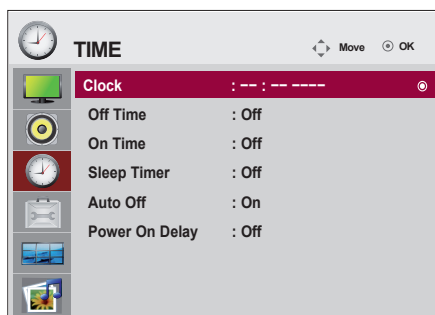 TIME Move OK
Clock : -- : -- ----
Off Time : Off
On Time : Off
Sleep Timer : Off
Auto Off : On
Power On Delay : Off